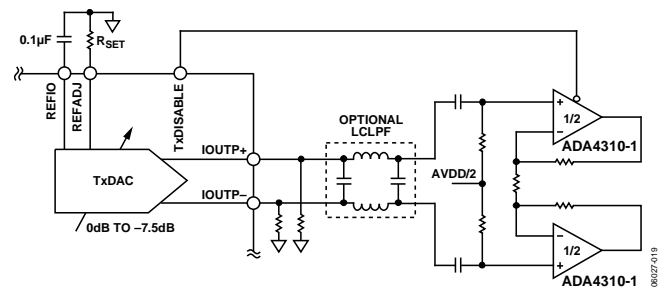 0.1µF
RSET
REFIO
REFADJ
TxDISABLE
OPTIONAL
LCLPF
IOUTP+
IOUTP–
TxDAC
0dB TO –7.5dB
AVDD/2
+
1/2
–
ADA4310-1
–
1/2
+
ADA4310-1
06027-019